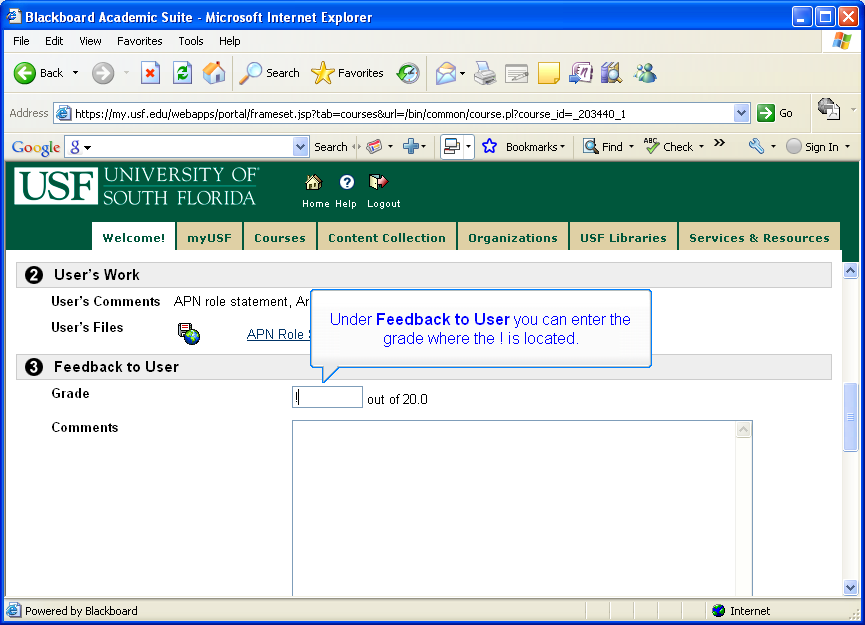 Blackboard Academic Suite - Microsoft Internet Explorer
File Edit View Favorites Tools Help
Back Search Favorites
Address https://my.usf.edu/webapps/portal/frameset.jsp?tab=courses&url=/bin/common/course.pl?course_id=_203440_1 Go
Google Search Bookmarks Find ABC Check » Sign In
USF UNIVERSITY OF
SOUTH FLORIDA
Home Help Logout
Welcome! myUSF Courses Content Collection Organizations USF Libraries Services & Resources
2 User's Work
User's Comments APN role statement,
User's Files APN Role
Under Feedback to User you can enter the
grade where the ! is located.
3 Feedback to User
Grade ! out of 20.0
Comments
Powered by Blackboard Internet